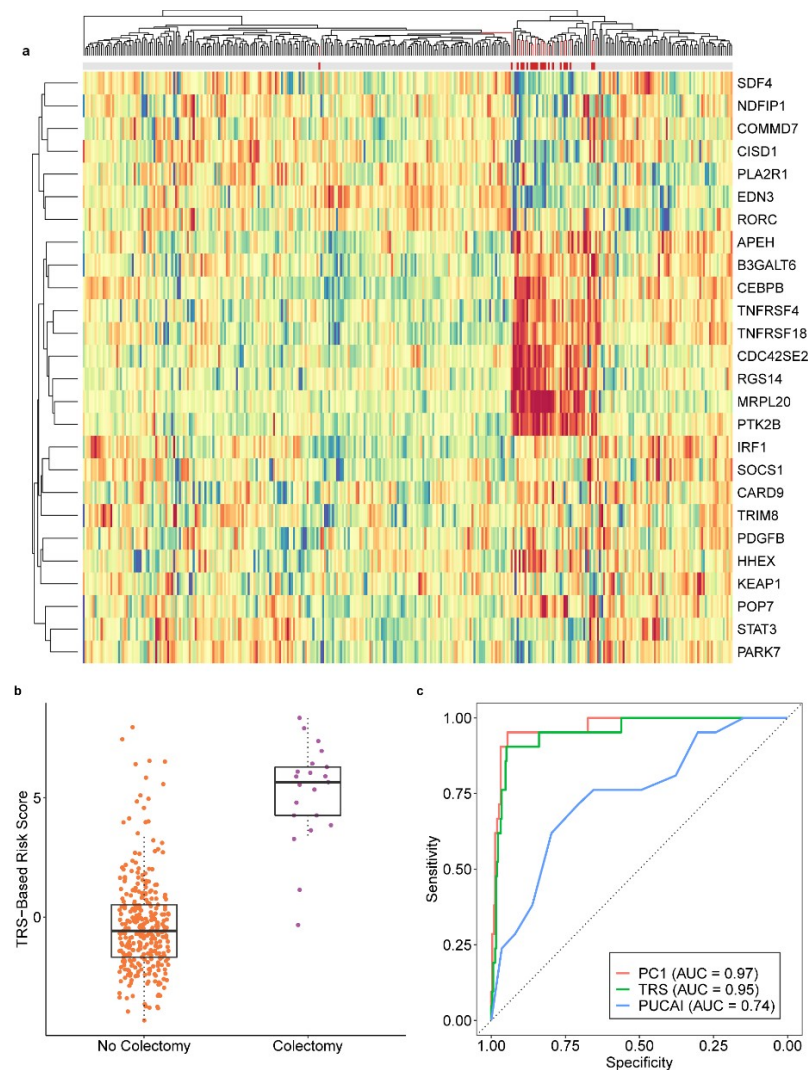 a
SDF4
NDFIP1
COMMD7
CISD1
PLA2R1
EDN3
RORC
APEH
B3GALT6
CEBPB
TNFRSF4
TNFRSF18
CDC42SE2
RGS14
MRPL20
PTK2B
IRF1
SOCS1
CARD9
TRIM8
PDGFB
HHEX
KEAP1
POP7
STAT3
PARK7
b
TRS-Based Risk Score
5
0
No Colectomy
Colectomy
c
Sensitivity
1.00
0.75
0.50
0.25
0.00
PC1 (AUC = 0.97)
TRS (AUC = 0.95)
PUCAI (AUC = 0.74)
1.00
0.75
0.50
0.25
0.00
Specificity